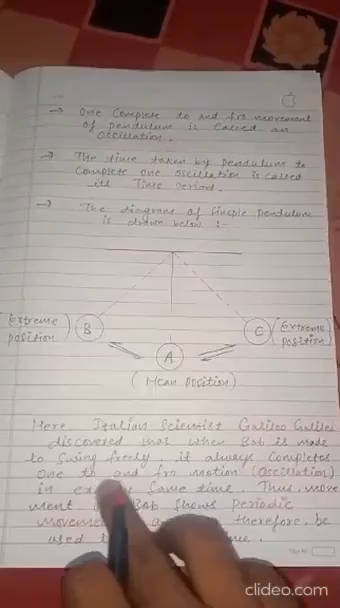 → One Complete to and fro movement
of pendulum is called an
oscillation.
→ The time taken by pendulum to
Complete one oscillation is called
its Time Period.
→ The diagram of simple pendulum
is drawn below :-
(Extreme position) B
C (Extreme position)
A
(Mean position)
Here Italian Scientist Galileo Galilei
discovered that when Bob is made
to Swing freely, it always completes
One to and fro motion (Oscillation)
in same time. Thus, move
ment Bob shows periodic
movement therefore, be
used
clideo.com